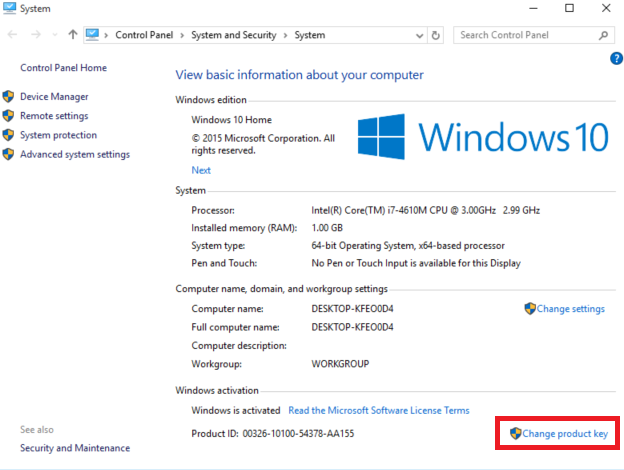 System
Control Panel > System and Security > System
Search Control Panel
?
Control Panel Home
Device Manager
Remote settings
System protection
Advanced system settings
See also
Security and Maintenance
View basic information about your computer
Windows edition
Windows 10 Home
© 2015 Microsoft Corporation. All
rights reserved.
Next
Windows 10
System
Processor: Intel(R) Core(TM) i7-4610M CPU @ 3.00GHz 2.99 GHz
Installed memory (RAM): 1.00 GB
System type: 64-bit Operating System, x64-based processor
Pen and Touch: No Pen or Touch Input is available for this Display
Computer name, domain, and workgroup settings
Computer name: DESKTOP-KFEO0D4
Change settings
Full computer name: DESKTOP-KFEO0D4
Computer description:
Workgroup: WORKGROUP
Windows activation
Windows is activated Read the Microsoft Software License Terms
Product ID: 00326-10100-54378-AA155
Change product key